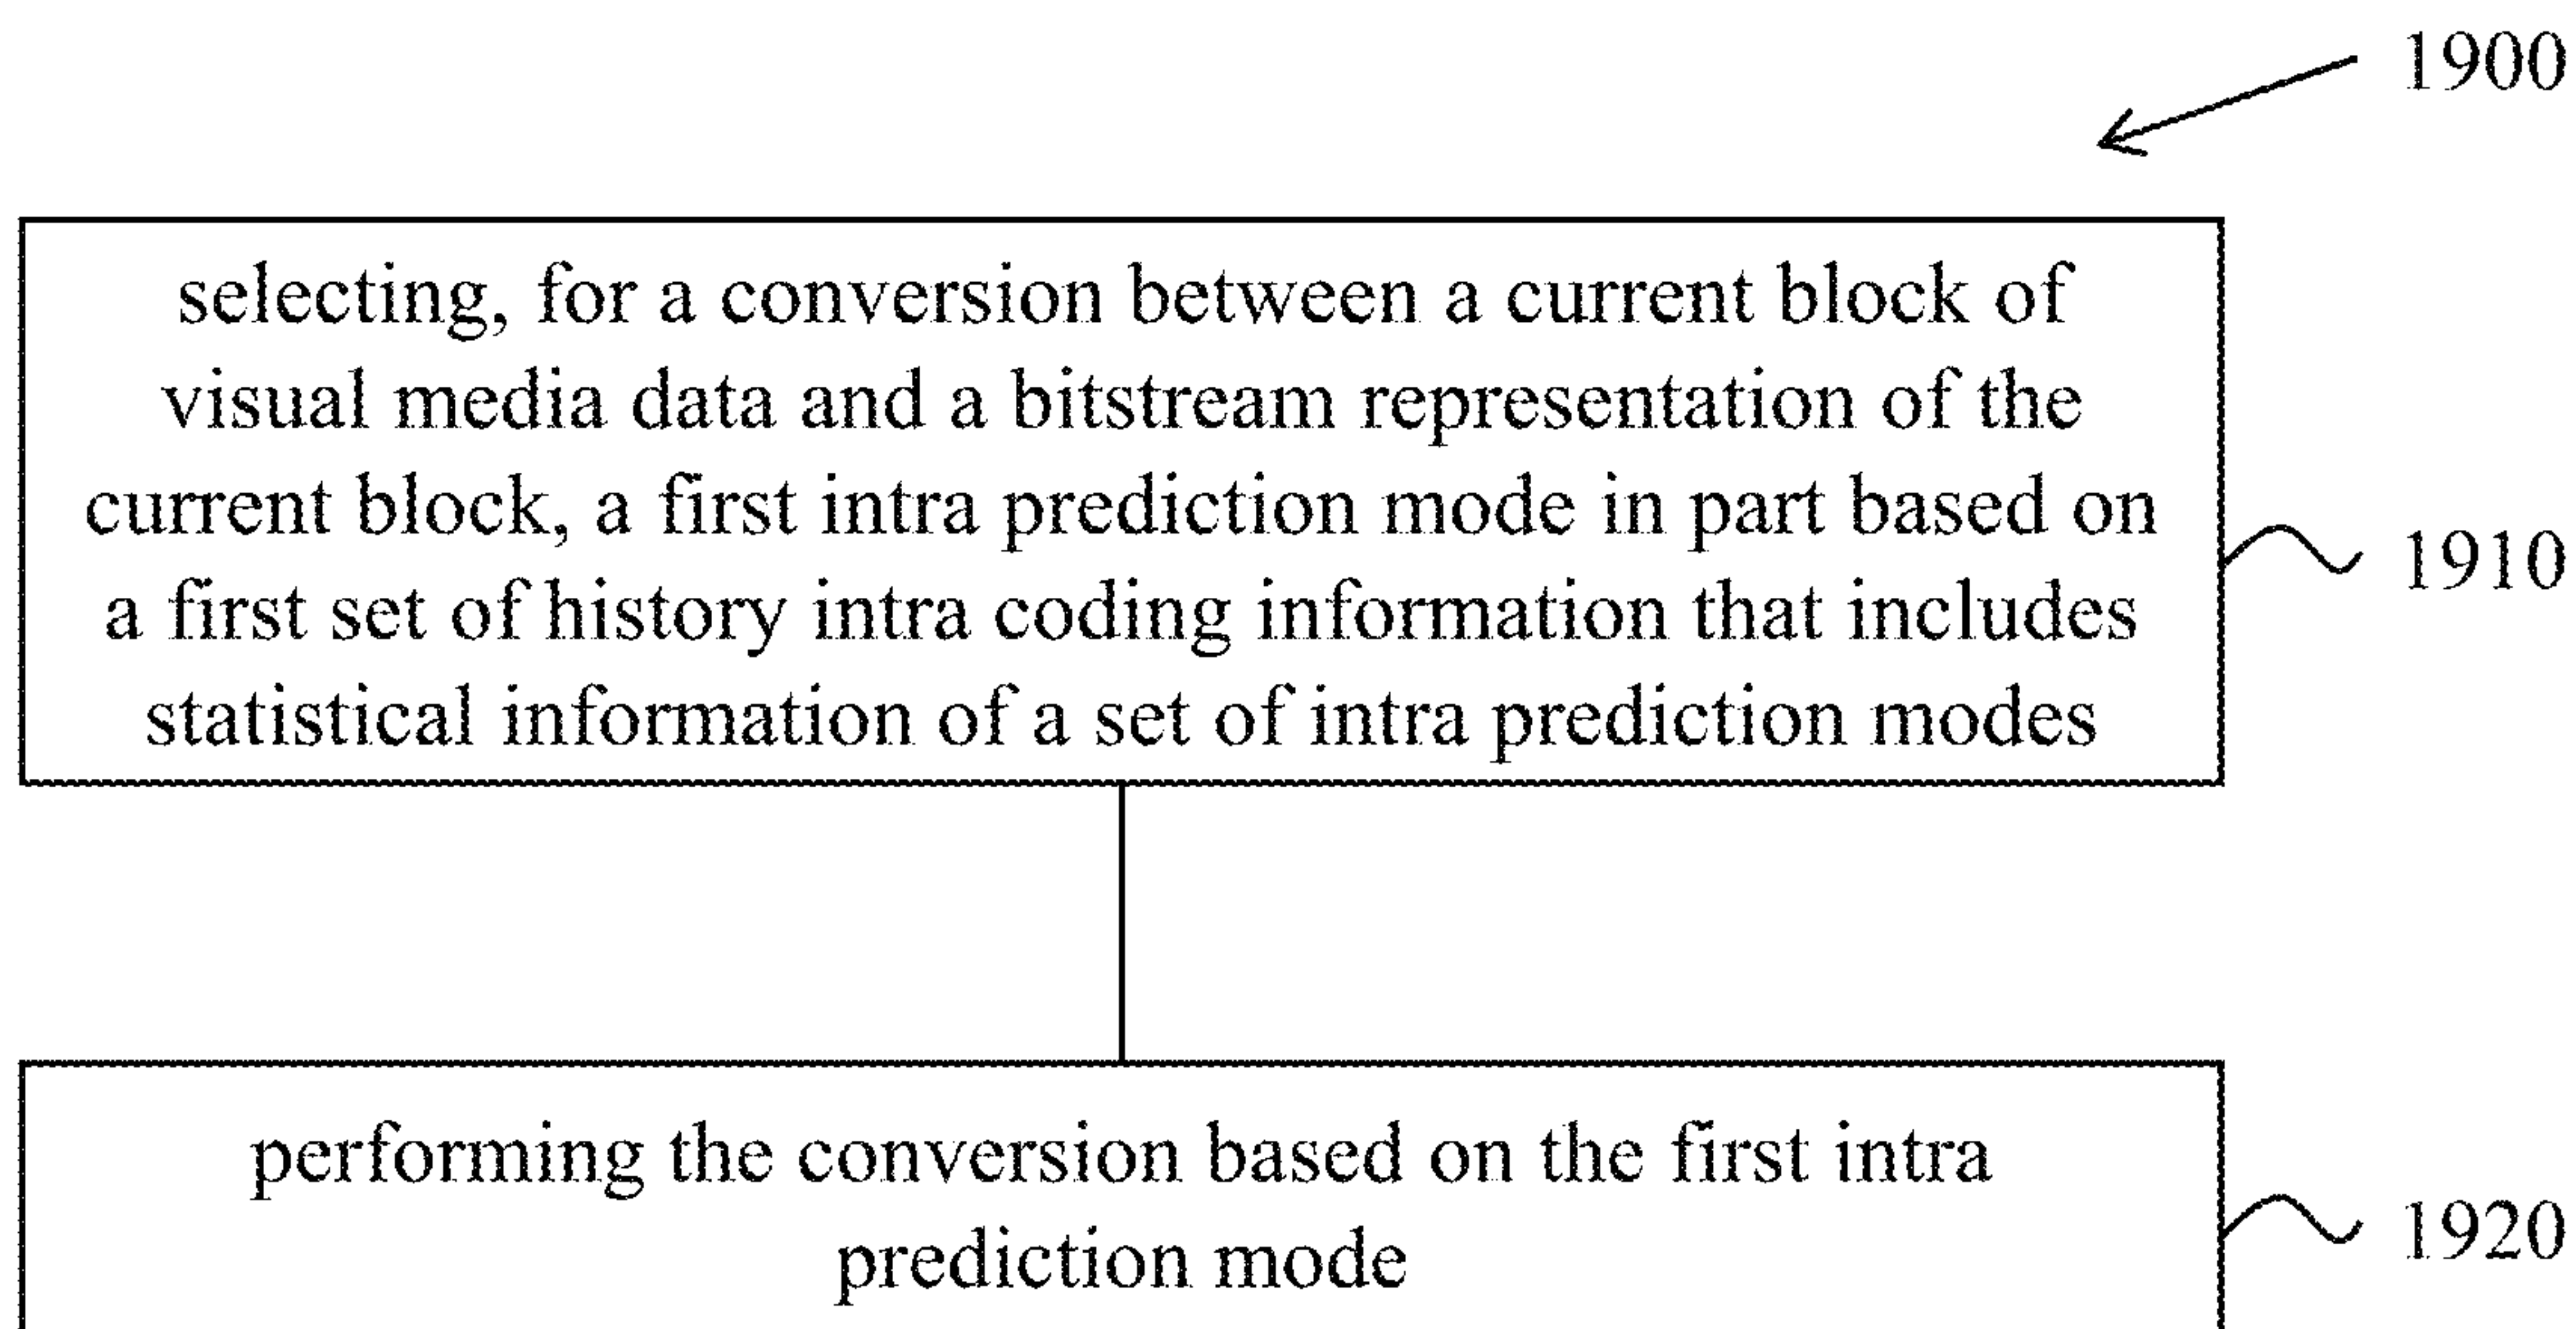 1900
selecting, for a conversion between a current block of
visual media data and a bitstream representation of the
current block, a first intra prediction mode in part based on
a first set of history intra coding information that includes
statistical information of a set of intra prediction modes
1910
performing the conversion based on the first intra
prediction mode
1920